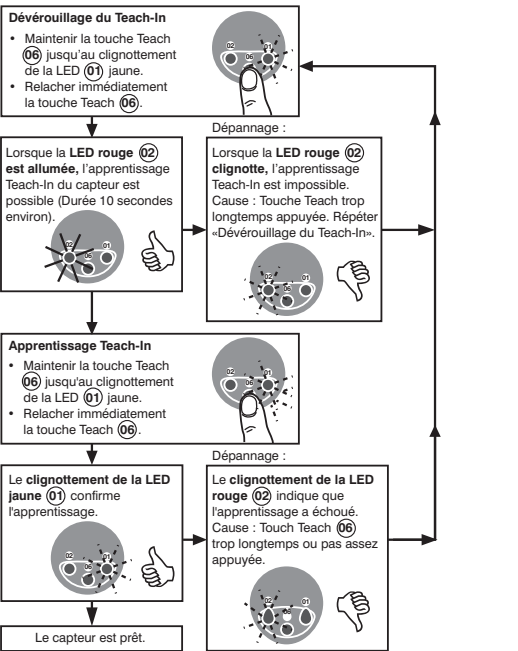 Dévérouillage du Teach-In
• Maintenir la touche Teach
06 jusqu'au clignottement
de la LED 01 jaune.
• Relacher immédiatement
la touche Teach 06.
02 06 01
Lorsque la LED rouge 02
est allumée, l'apprentissage
Teach-In du capteur est
possible (Durée 10 secondes
environ).
02 06 01
Dépannage :
Lorsque la LED rouge 02
clignotte, l'apprentissage
Teach-In est impossible.
Cause : Touche Teach trop
longtemps appuyée. Répéter
«Dévérouillage du Teach-In».
02 06 01
Apprentissage Teach-In
• Maintenir la touche Teach
06 jusqu'au clignottement
de la LED 01 jaune.
• Relacher immédiatement
la touche Teach 06.
02 06 01
Le clignottement de la LED
jaune 01 confirme
l'apprentissage.
02 06 01
Dépannage :
Le clignottement de la LED
rouge 02 indique que
l'apprentissage a échoué.
Cause : Touch Teach 06
trop longtemps ou pas assez
appuyée.
02 06 01
Le capteur est prêt.